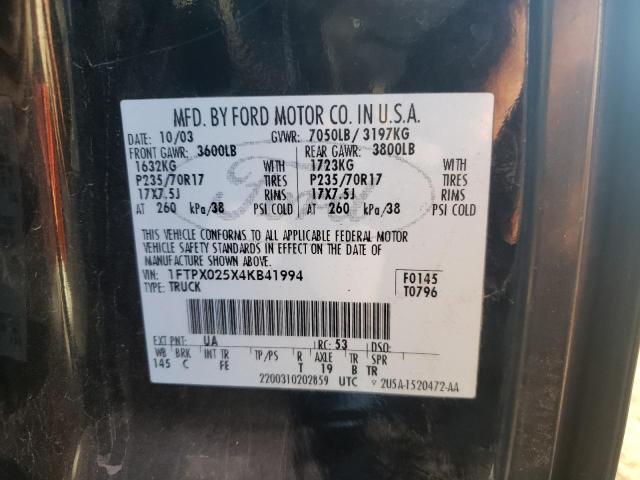 MFD. BY FORD MOTOR CO. IN U.S.A.
DATE: 10/03 GVWR: 7050LB/ 3197KG
FRONT GAWR: 3600LB REAR GAWR: 3800LB
1632KG WITH 1723KG WITH
P235/70R17 TIRES P235/70R17 TIRES
17X7.5J RIMS 17X7.5J RIMS
AT 260 kPa/38 PSI COLD AT 260 kPa/38 PSI COLD
Ford
THIS VEHICLE CONFORMS TO ALL APPLICABLE FEDERAL MOTOR
VEHICLE SAFETY STANDARDS IN EFFECT ON THE DATE OF
MANUFACTURE SHOWN ABOVE.
VIN: 1FTPX025X4KB41994 F0145
TYPE: TRUCK T0796
EXT PNT: UA RC: 53 DSO:
WB BRK INT TR TP/PS R AXLE TR SPR
145 C FE T 19 B TR
2200310202859 UTC 2U5A-1520472-AA